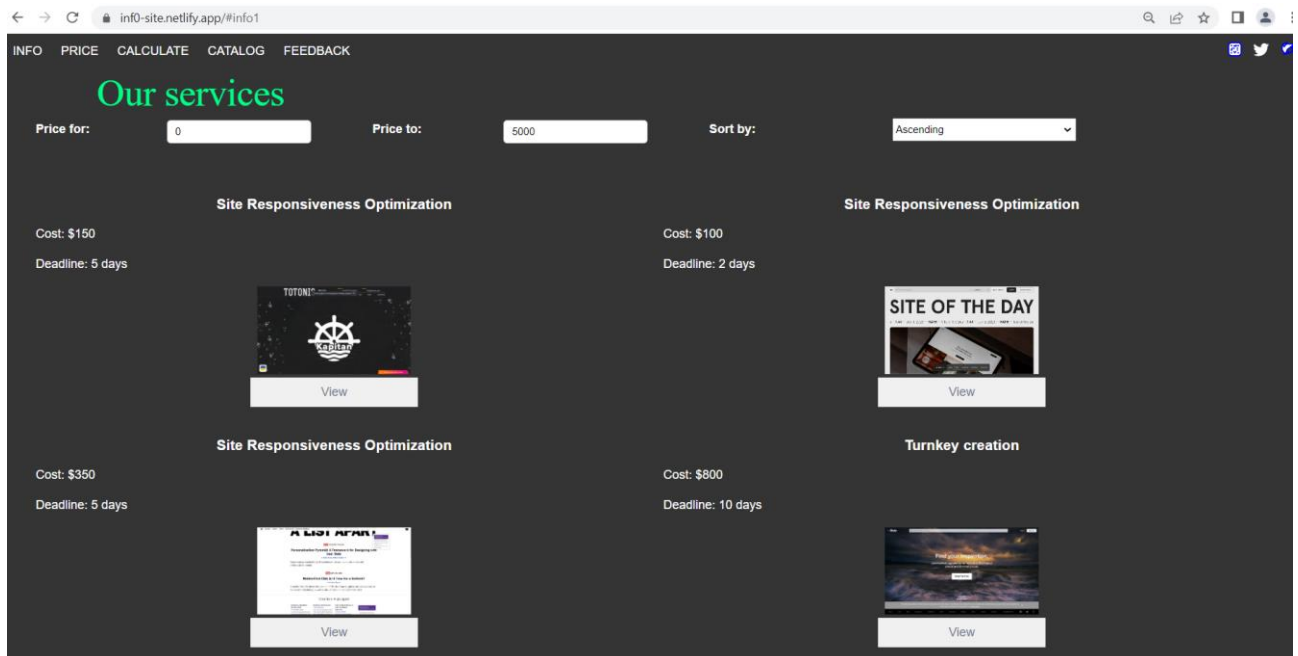 inf0-site.netlify.app/#info1
INFO PRICE CALCULATE CATALOG FEEDBACK
Our services
Price for: 0 Price to: 5000 Sort by: Ascending
Site Responsiveness Optimization
Cost: $150
Deadline: 5 days
TOTONI
Kapitan
View
Site Responsiveness Optimization
Cost: $100
Deadline: 2 days
SITE OF THE DAY
View
Site Responsiveness Optimization
Cost: $350
Deadline: 5 days
A LIST APART
View
Turnkey creation
Cost: $800
Deadline: 10 days
View